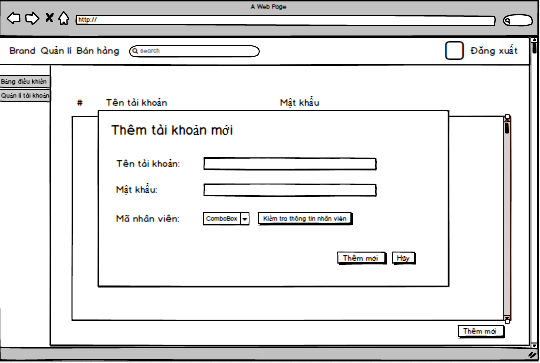 A Web Page
http://
Brand Quản lí Bán hàng search Đăng xuất
Bảng điều khiển
Quản lí tài khoản
# Tên tài khoản Mật khẩu
Thêm tài khoản mới
Tên tài khoản:
Mật khẩu:
Mã nhân viên: ComboBox Kiểm tra thông tin nhân viên
Thêm mới Hủy
Thêm mới